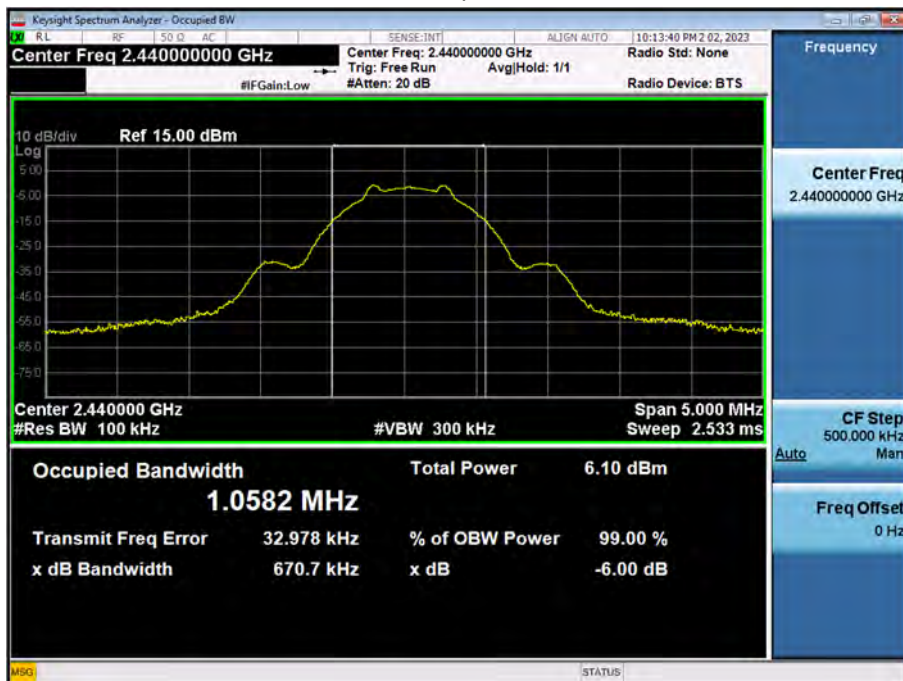 Keysight Spectrum Analyzer - Occupied BW
RL RF 50 Ω AC SENSE:INT ALIGN AUTO 10:13:40 PM 2 02, 2023
Center Freq 2.440000000 GHz
Center Freq: 2.440000000 GHz Radio Std: None
Trig: Free Run Avg|Hold: 1/1
#IFGain:Low #Atten: 20 dB Radio Device: BTS
10 dB/div Ref 15.00 dBm
Log
5.00
-5.00
-15.0
-25.0
-35.0
-45.0
-55.0
-65.0
-75.0
Center 2.440000 GHz Span 5.000 MHz
#Res BW 100 kHz #VBW 300 kHz Sweep 2.533 ms
Occupied Bandwidth Total Power 6.10 dBm
1.0582 MHz
Transmit Freq Error 32.978 kHz % of OBW Power 99.00 %
x dB Bandwidth 670.7 kHz x dB -6.00 dB
MSG STATUS
Frequency
Center Freq
2.440000000 GHz
CF Step
500.000 kHz
Auto Man
Freq Offset
0 Hz